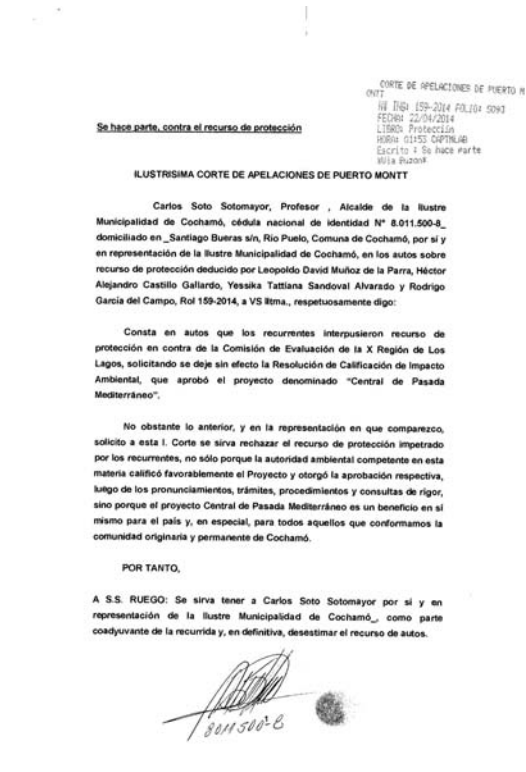 CORTE DE APELACIONES DE PUERTO M
ONTT
Nº ING: 159-2014 FOLIO: 5093
FECHA: 22/04/2014
LIBRO: Protección
HORA: 01:53
Escrito : Se hace parte
Se hace parte, contra el recurso de protección
ILUSTRISIMA CORTE DE APELACIONES DE PUERTO MONTT
Carlos Soto Sotomayor, Profesor , Alcalde de la Ilustre
Municipalidad de Cochamó, cédula nacional de identidad N° 8.011.500-8_
domiciliado en _Santiago Bueras s/n, Rio Puelo, Comuna de Cochamó, por sí y
en representación de la Ilustre Municipalidad de Cochamó, en los autos sobre
recurso de protección deducido por Leopoldo David Muñoz de la Parra, Héctor
Alejandro Castillo Gallardo, Yessika Tattiana Sandoval Alvarado y Rodrigo
García del Campo, Rol 159-2014, a VS Iltma., respetuosamente digo:
Consta en autos que los recurrentes interpusieron recurso de
protección en contra de la Comisión de Evaluación de la X Región de Los
Lagos, solicitando se deje sin efecto la Resolución de Calificación de Impacto
Ambiental, que aprobó el proyecto denominado “Central de Pasada
Mediterráneo”.
No obstante lo anterior, y en la representación en que comparezco,
solicito a esta I. Corte se sirva rechazar el recurso de protección impetrado
por los recurrentes, no sólo porque la autoridad ambiental competente en esta
materia calificó favorablemente el Proyecto y otorgó la aprobación respectiva,
luego de los pronunciamientos, trámites, procedimientos y consultas de rigor,
sino porque el proyecto Central de Pasada Mediterráneo es un beneficio en sí
mismo para el país y, en especial, para todos aquellos que conformamos la
comunidad originaria y permanente de Cochamó.
POR TANTO,
A S.S. RUEGO: Se sirva tener a Carlos Soto Sotomayor por sí y en
representación de la Ilustre Municipalidad de Cochamó_, como parte
coadyuvante de la recurrida y, en definitiva, desestimar el recurso de autos.
8011500-8